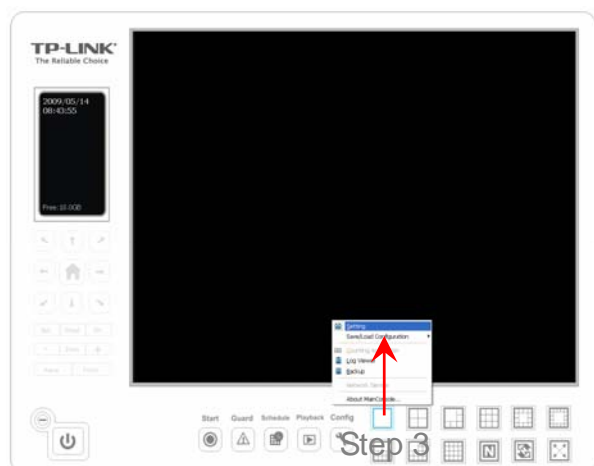 TP-LINK
The Reliable Choice
2009/05/14
08:43:55
Free:10.0GB
Setting
Save/Load Configuration
Log Viewer
Backup
About MainConsole...
Start Guard Schedule Playback Config
Step 3
N